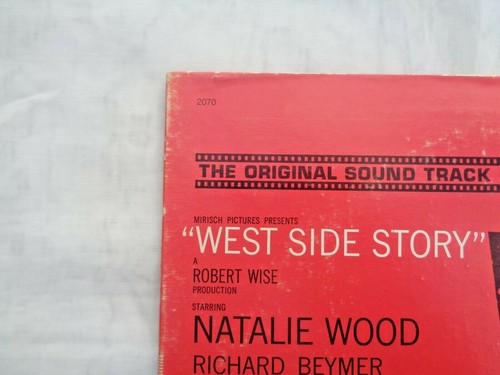 2070
THE ORIGINAL SOUND TRACK
MIRISCH PICTURES PRESENTS
"WEST SIDE STORY"
A
ROBERT WISE
PRODUCTION
STARRING
NATALIE WOOD
RICHARD BEYMER